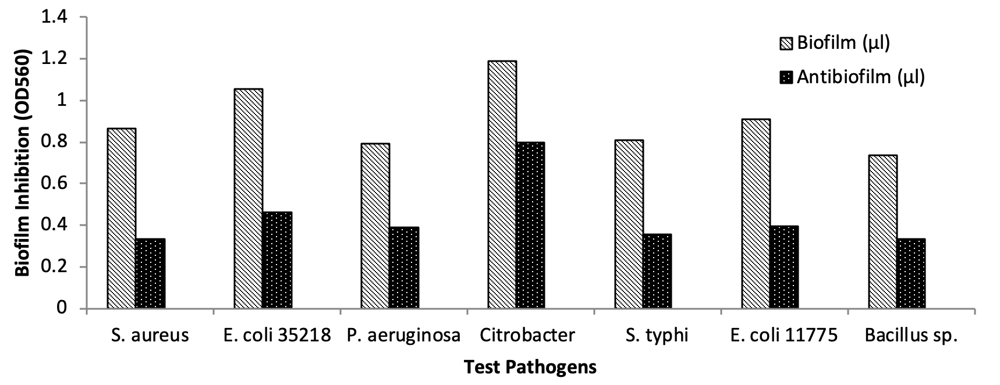 1.4
1.2
1
0.8
0.6
0.4
0.2
0
Biofilm Inhibition (OD560)
Biofilm (µl)
Antibiofilm (µl)
S. aureus
E. coli 35218
P. aeruginosa
Citrobacter
S. typhi
E. coli 11775
Bacillus sp.
Test Pathogens